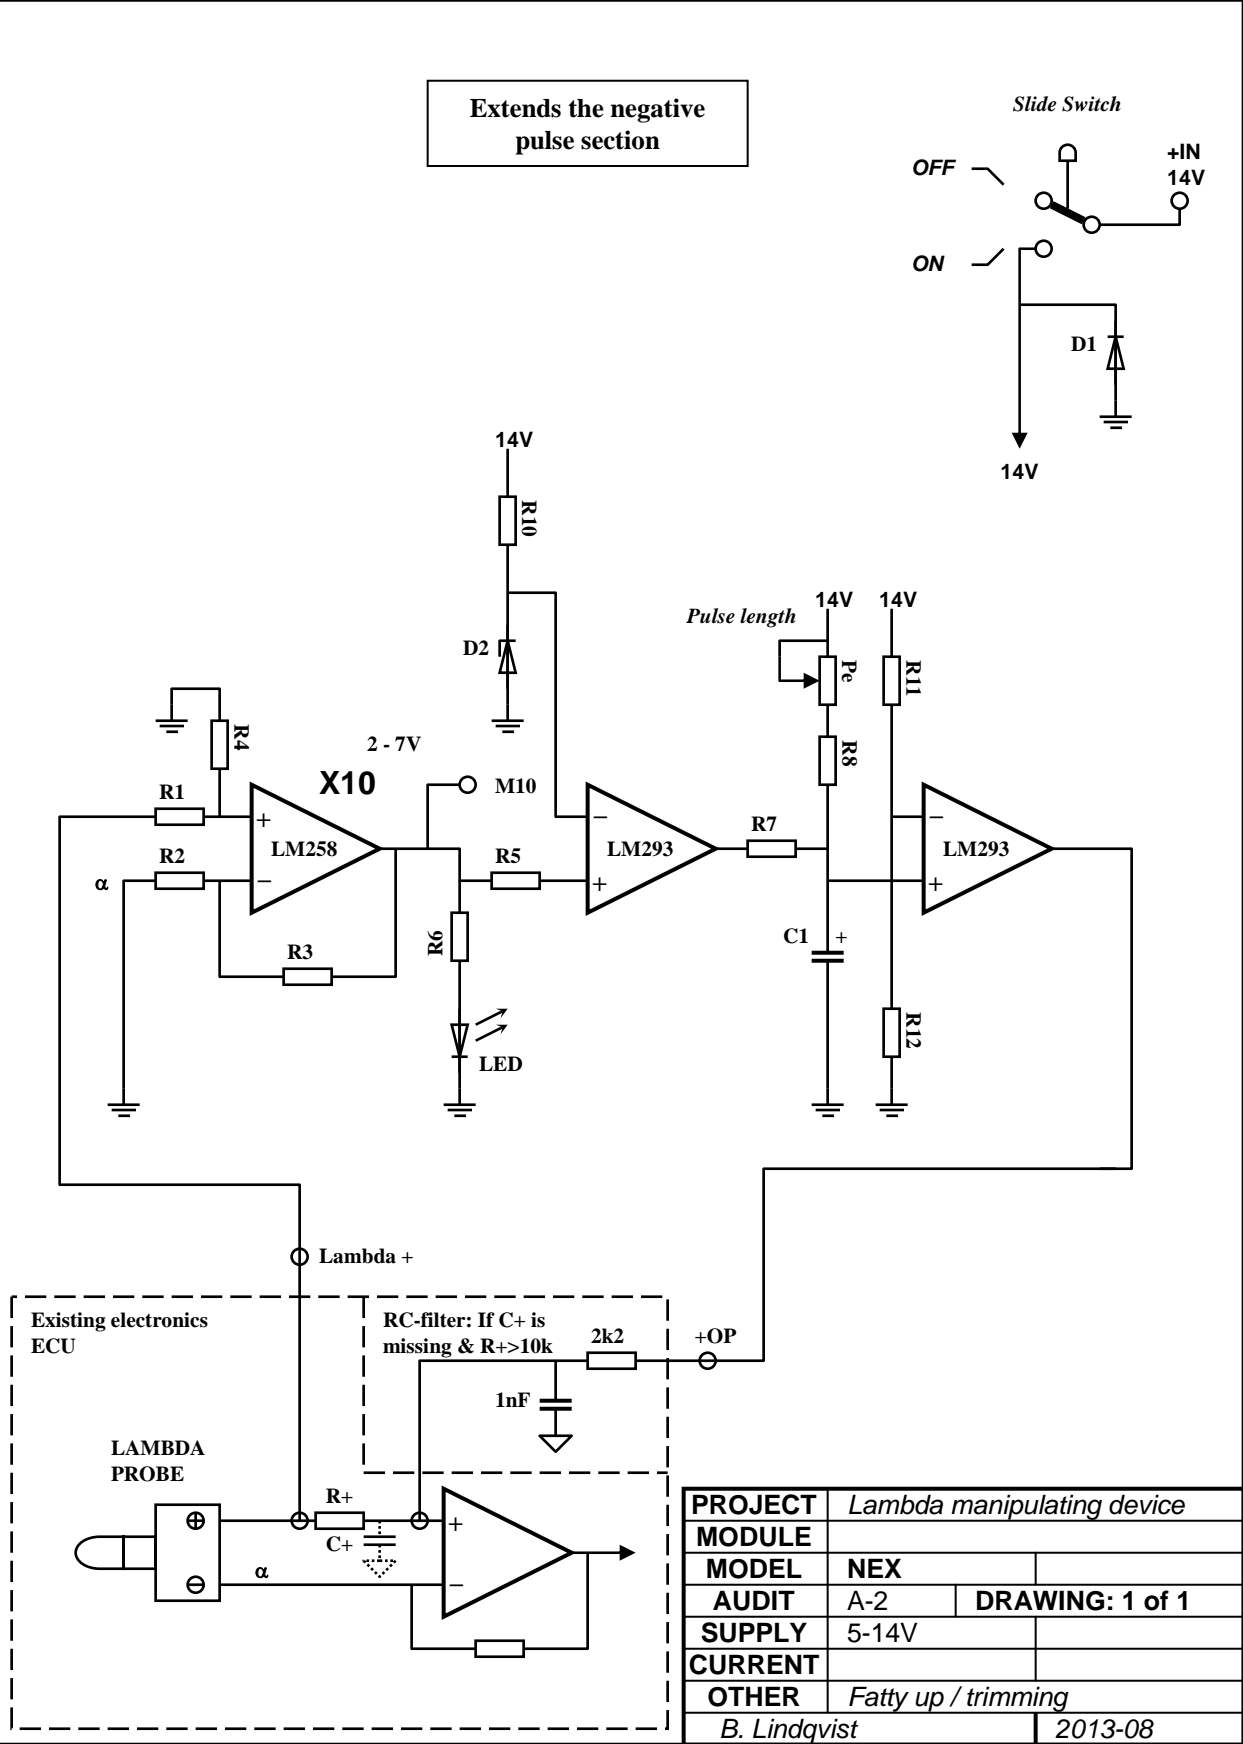 Extends the negative
pulse section
Slide Switch
OFF
+IN
14V
ON
D1
14V
14V
R10
D2
Pulse length
14V
14V
Pe
R11
R4
2 - 7V
X10
M10
R8
R1
+
LM258
R2
α
−
−
LM293
+
R7
−
LM293
+
R5
R3
R6
C1
+
R12
LED
Lambda +
Existing electronics
ECU
RC-filter: If C+ is
missing & R+>10k
2k2
+OP
1nF
LAMBDA
PROBE
R+
C+
+
−
α
+
−
PROJECT Lambda manipulating device
MODULE
MODEL NEX
AUDIT A-2 DRAWING: 1 of 1
SUPPLY 5-14V
CURRENT
OTHER Fatty up / trimming
B. Lindqvist 2013-08